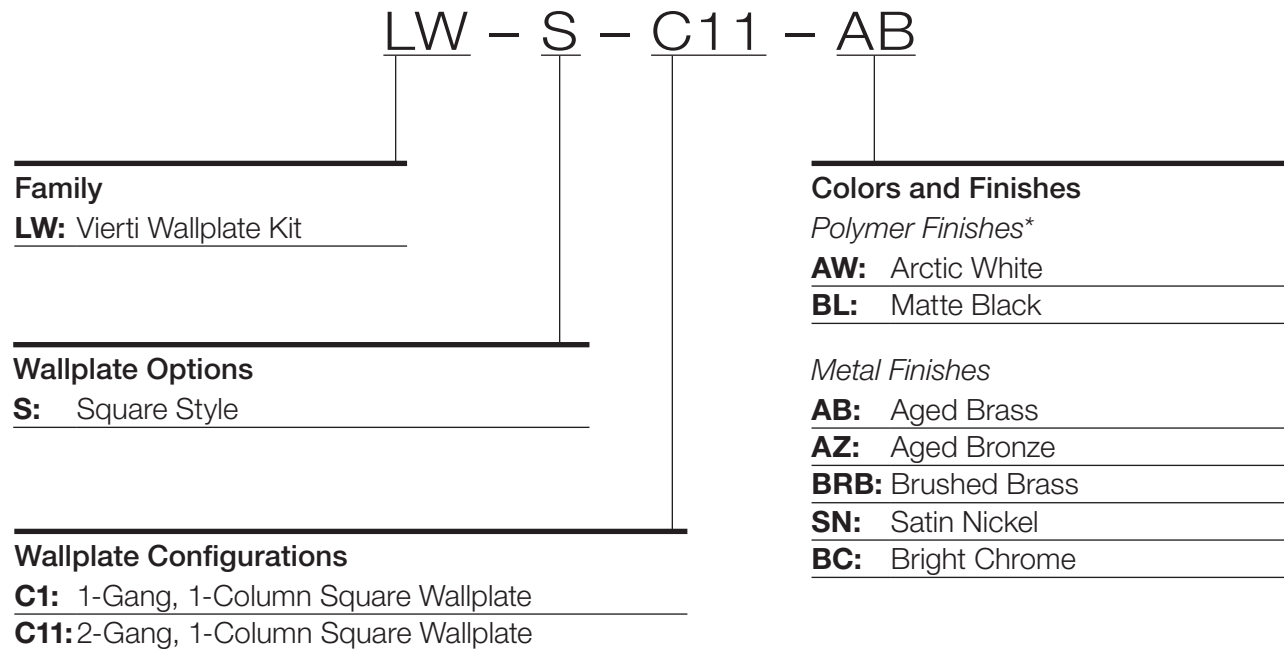 LW – S – C11 – AB
Family
LW: Vierti Wallplate Kit
Wallplate Options
S: Square Style
Wallplate Configurations
C1: 1-Gang, 1-Column Square Wallplate
C11: 2-Gang, 1-Column Square Wallplate
Colors and Finishes
Polymer Finishes*
AW: Arctic White
BL: Matte Black
Metal Finishes
AB: Aged Brass
AZ: Aged Bronze
BRB: Brushed Brass
SN: Satin Nickel
BC: Bright Chrome